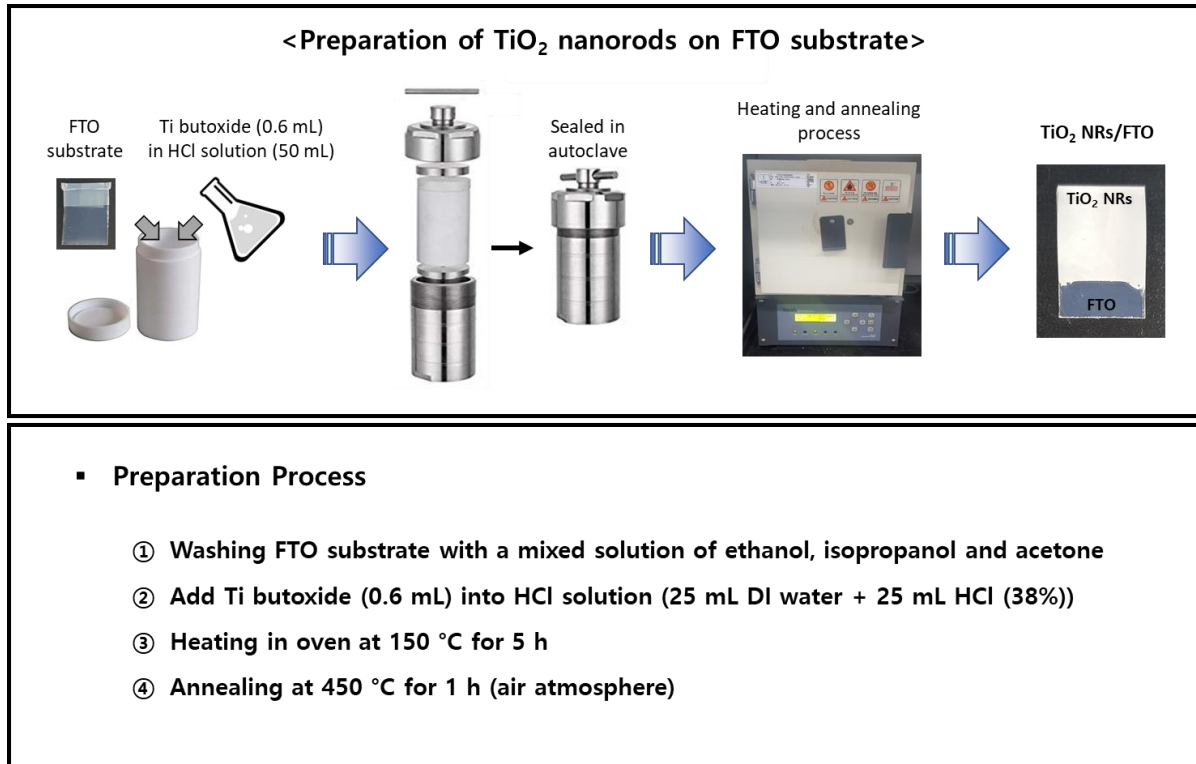 <Preparation of TiO₂ nanorods on FTO substrate>
FTO
substrate
Ti butoxide (0.6 mL)
in HCl solution (50 mL)
Sealed in
autoclave
Heating and annealing
process
TiO₂ NRs/FTO
TiO₂ NRs
FTO
▪ Preparation Process
① Washing FTO substrate with a mixed solution of ethanol, isopropanol and acetone
② Add Ti butoxide (0.6 mL) into HCl solution (25 mL DI water + 25 mL HCl (38%))
③ Heating in oven at 150 °C for 5 h
④ Annealing at 450 °C for 1 h (air atmosphere)